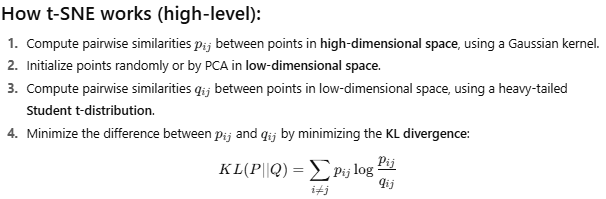 How t-SNE works (high-level):
1. Compute pairwise similarities p_{ij} between points in high-dimensional space, using a Gaussian kernel.
2. Initialize points randomly or by PCA in low-dimensional space.
3. Compute pairwise similarities q_{ij} between points in low-dimensional space, using a heavy-tailed
Student t-distribution.
4. Minimize the difference between p_{ij} and q_{ij} by minimizing the KL divergence:
KL(P||Q) = \sum_{i \neq j} p_{ij} \log \frac{p_{ij}}{q_{ij}}